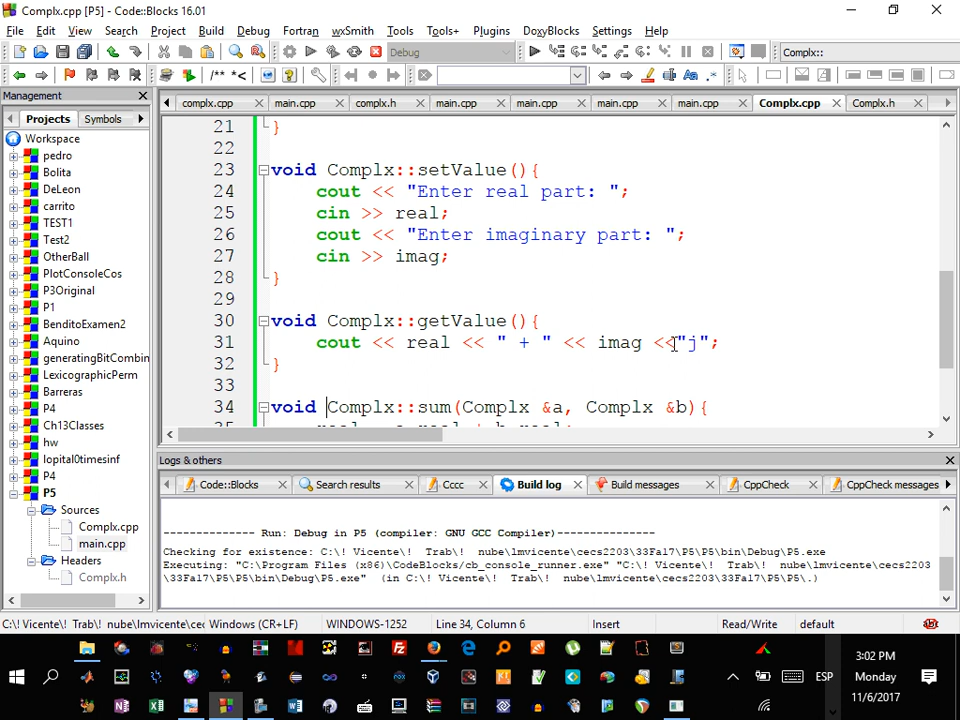 Complx.cpp [P5] - Code::Blocks 16.01
File Edit View Search Project Build Debug Fortran wxSmith Tools Tools+ Plugins DoxyBlocks Settings Help
Debug
Complx::
/** *<
Management
complx.cpp main.cpp complx.h main.cpp main.cpp main.cpp main.cpp Complx.cpp Complx.h
Projects Symbols
Workspace
pedro
Bolita
DeLeon
carrito
TEST1
Test2
OtherBall
PlotConsoleCos
P3Original
P1
BenditoExamen2
Aquino
generatingBitCombin
LexicographicPerm
Barreras
P4
Ch13Classes
hw
lopital0timesinf
P4
P5
Sources
Complx.cpp
main.cpp
Headers
Complx.h
21 }
22
23 void Complx::setValue(){
24 cout << "Enter real part: ";
25 cin >> real;
26 cout << "Enter imaginary part: ";
27 cin >> imag;
28 }
29
30 void Complx::getValue(){
31 cout << real << " + " << imag <<"j";
32 }
33
34 void Complx::sum(Complx &a, Complx &b){
Logs & others
Code::Blocks Search results Cccc Build log Build messages CppCheck CppCheck messages
-------------- Run: Debug in P5 (compiler: GNU GCC Compiler)---------------
Checking for existence: C:\! Vicente\!  Trab\!  nube\lmvicente\cecs2203\33Fa17\P5\P5\bin\Debug\P5.exe
Executing: "C:\Program Files (x86)\CodeBlocks/cb_console_runner.exe" "C:\! Vicente\!  Trab\!  nube\lmvicente\cecs2203
\33Fa17\P5\P5\bin\Debug\P5.exe"  (in C:\! Vicente\!  Trab\!  nube\lmvicente\cecs2203\33Fa17\P5\P5\.)
C:\! Vicente\!  Trab\!  nube\lmvicente\cec Windows (CR+LF) WINDOWS-1252 Line 34, Column 6 Insert Read/Write default
3:02 PM
ESP Monday
11/6/2017